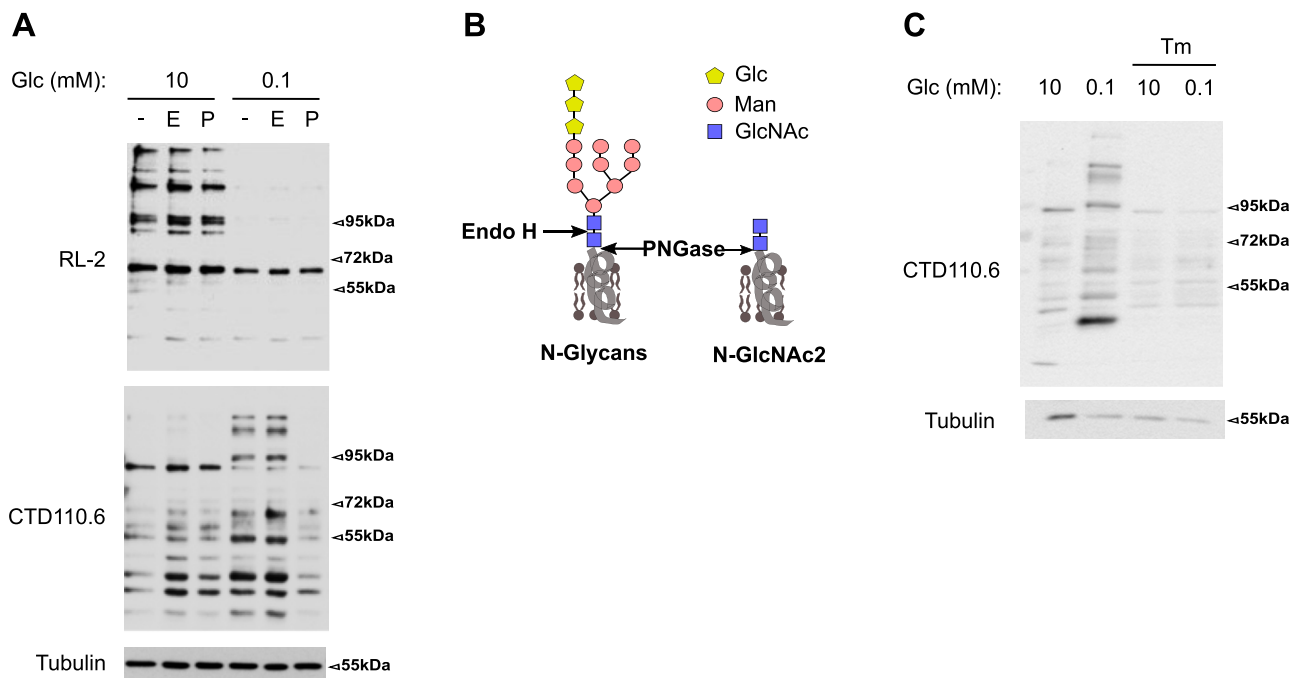 A
Glc (mM): 10 0.1
- E P - E P
RL-2
◅95kDa
◅72kDa
◅55kDa
CTD110.6
◅95kDa
◅72kDa
◅55kDa
Tubulin ◅55kDa
B
Glc
Man
GlcNAc
Endo H
PNGase
N-Glycans N-GlcNAc2
C
Tm
Glc (mM): 10 0.1 10 0.1
CTD110.6
◅95kDa
◅72kDa
◅55kDa
Tubulin ◅55kDa